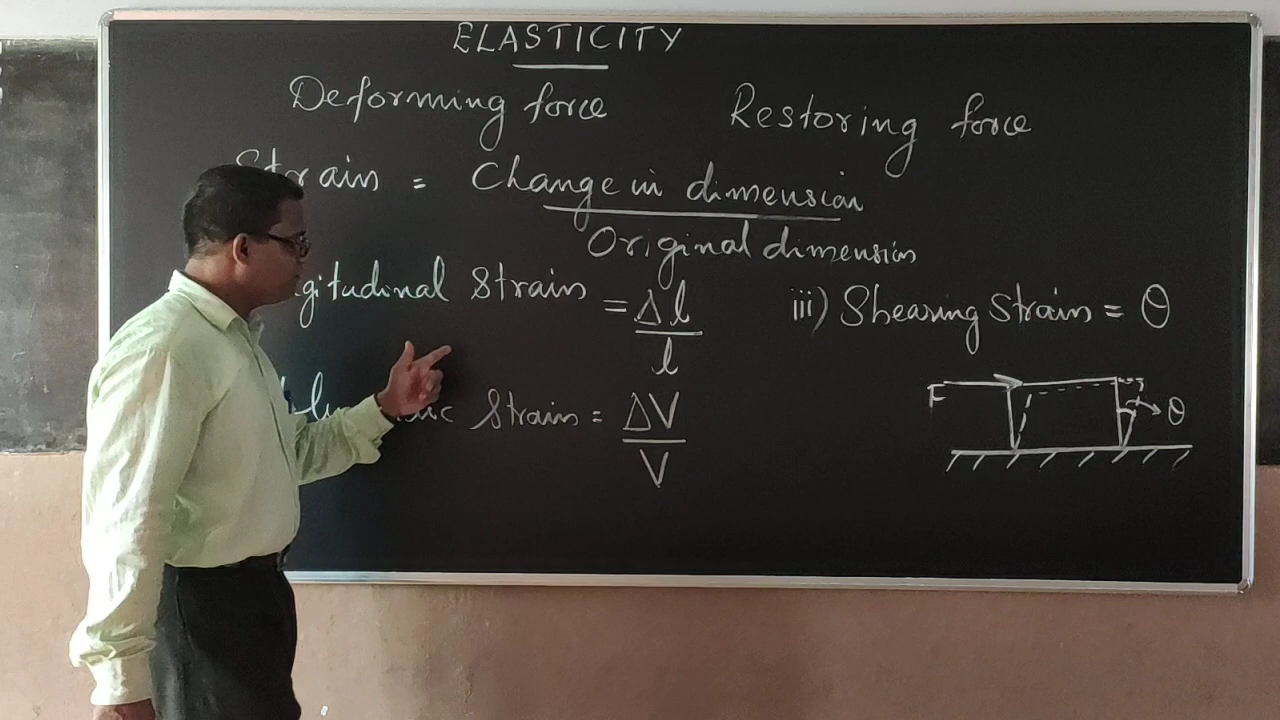 ELASTICITY
Deforming force Restoring force
Strain = Change in dimension
Original dimension
gitudinal Strain = Δl
l
iii) Shearing Strain = θ
F θ
Strain = ΔV
V